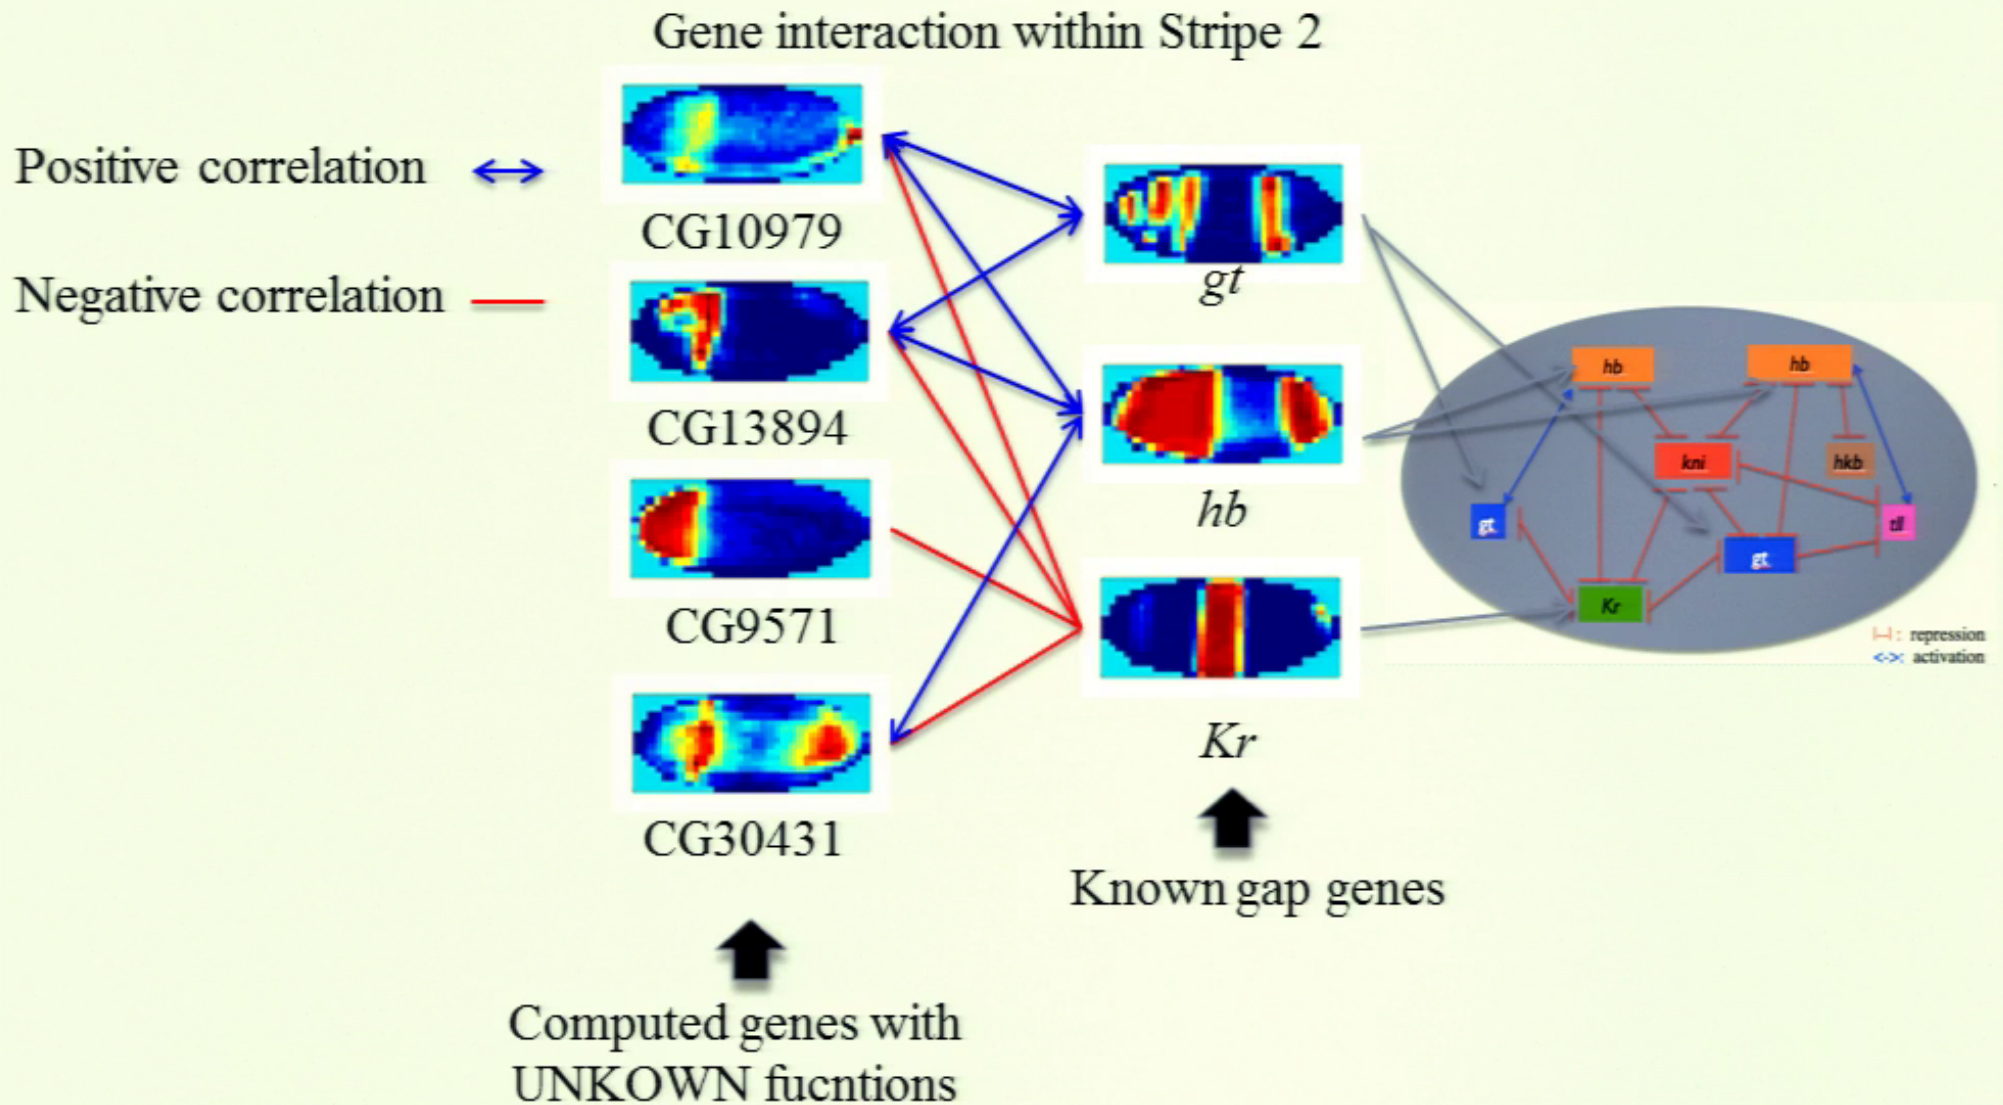 Gene interaction within Stripe 2
Positive correlation
Negative correlation
CG10979
CG13894
CG9571
CG30431
gt
hb
Kr
hb
hb
kni
hkb
gt
tll
gt
Kr
: repression
<->: activation
Known gap genes
Computed genes with
UNKOWN fucntions